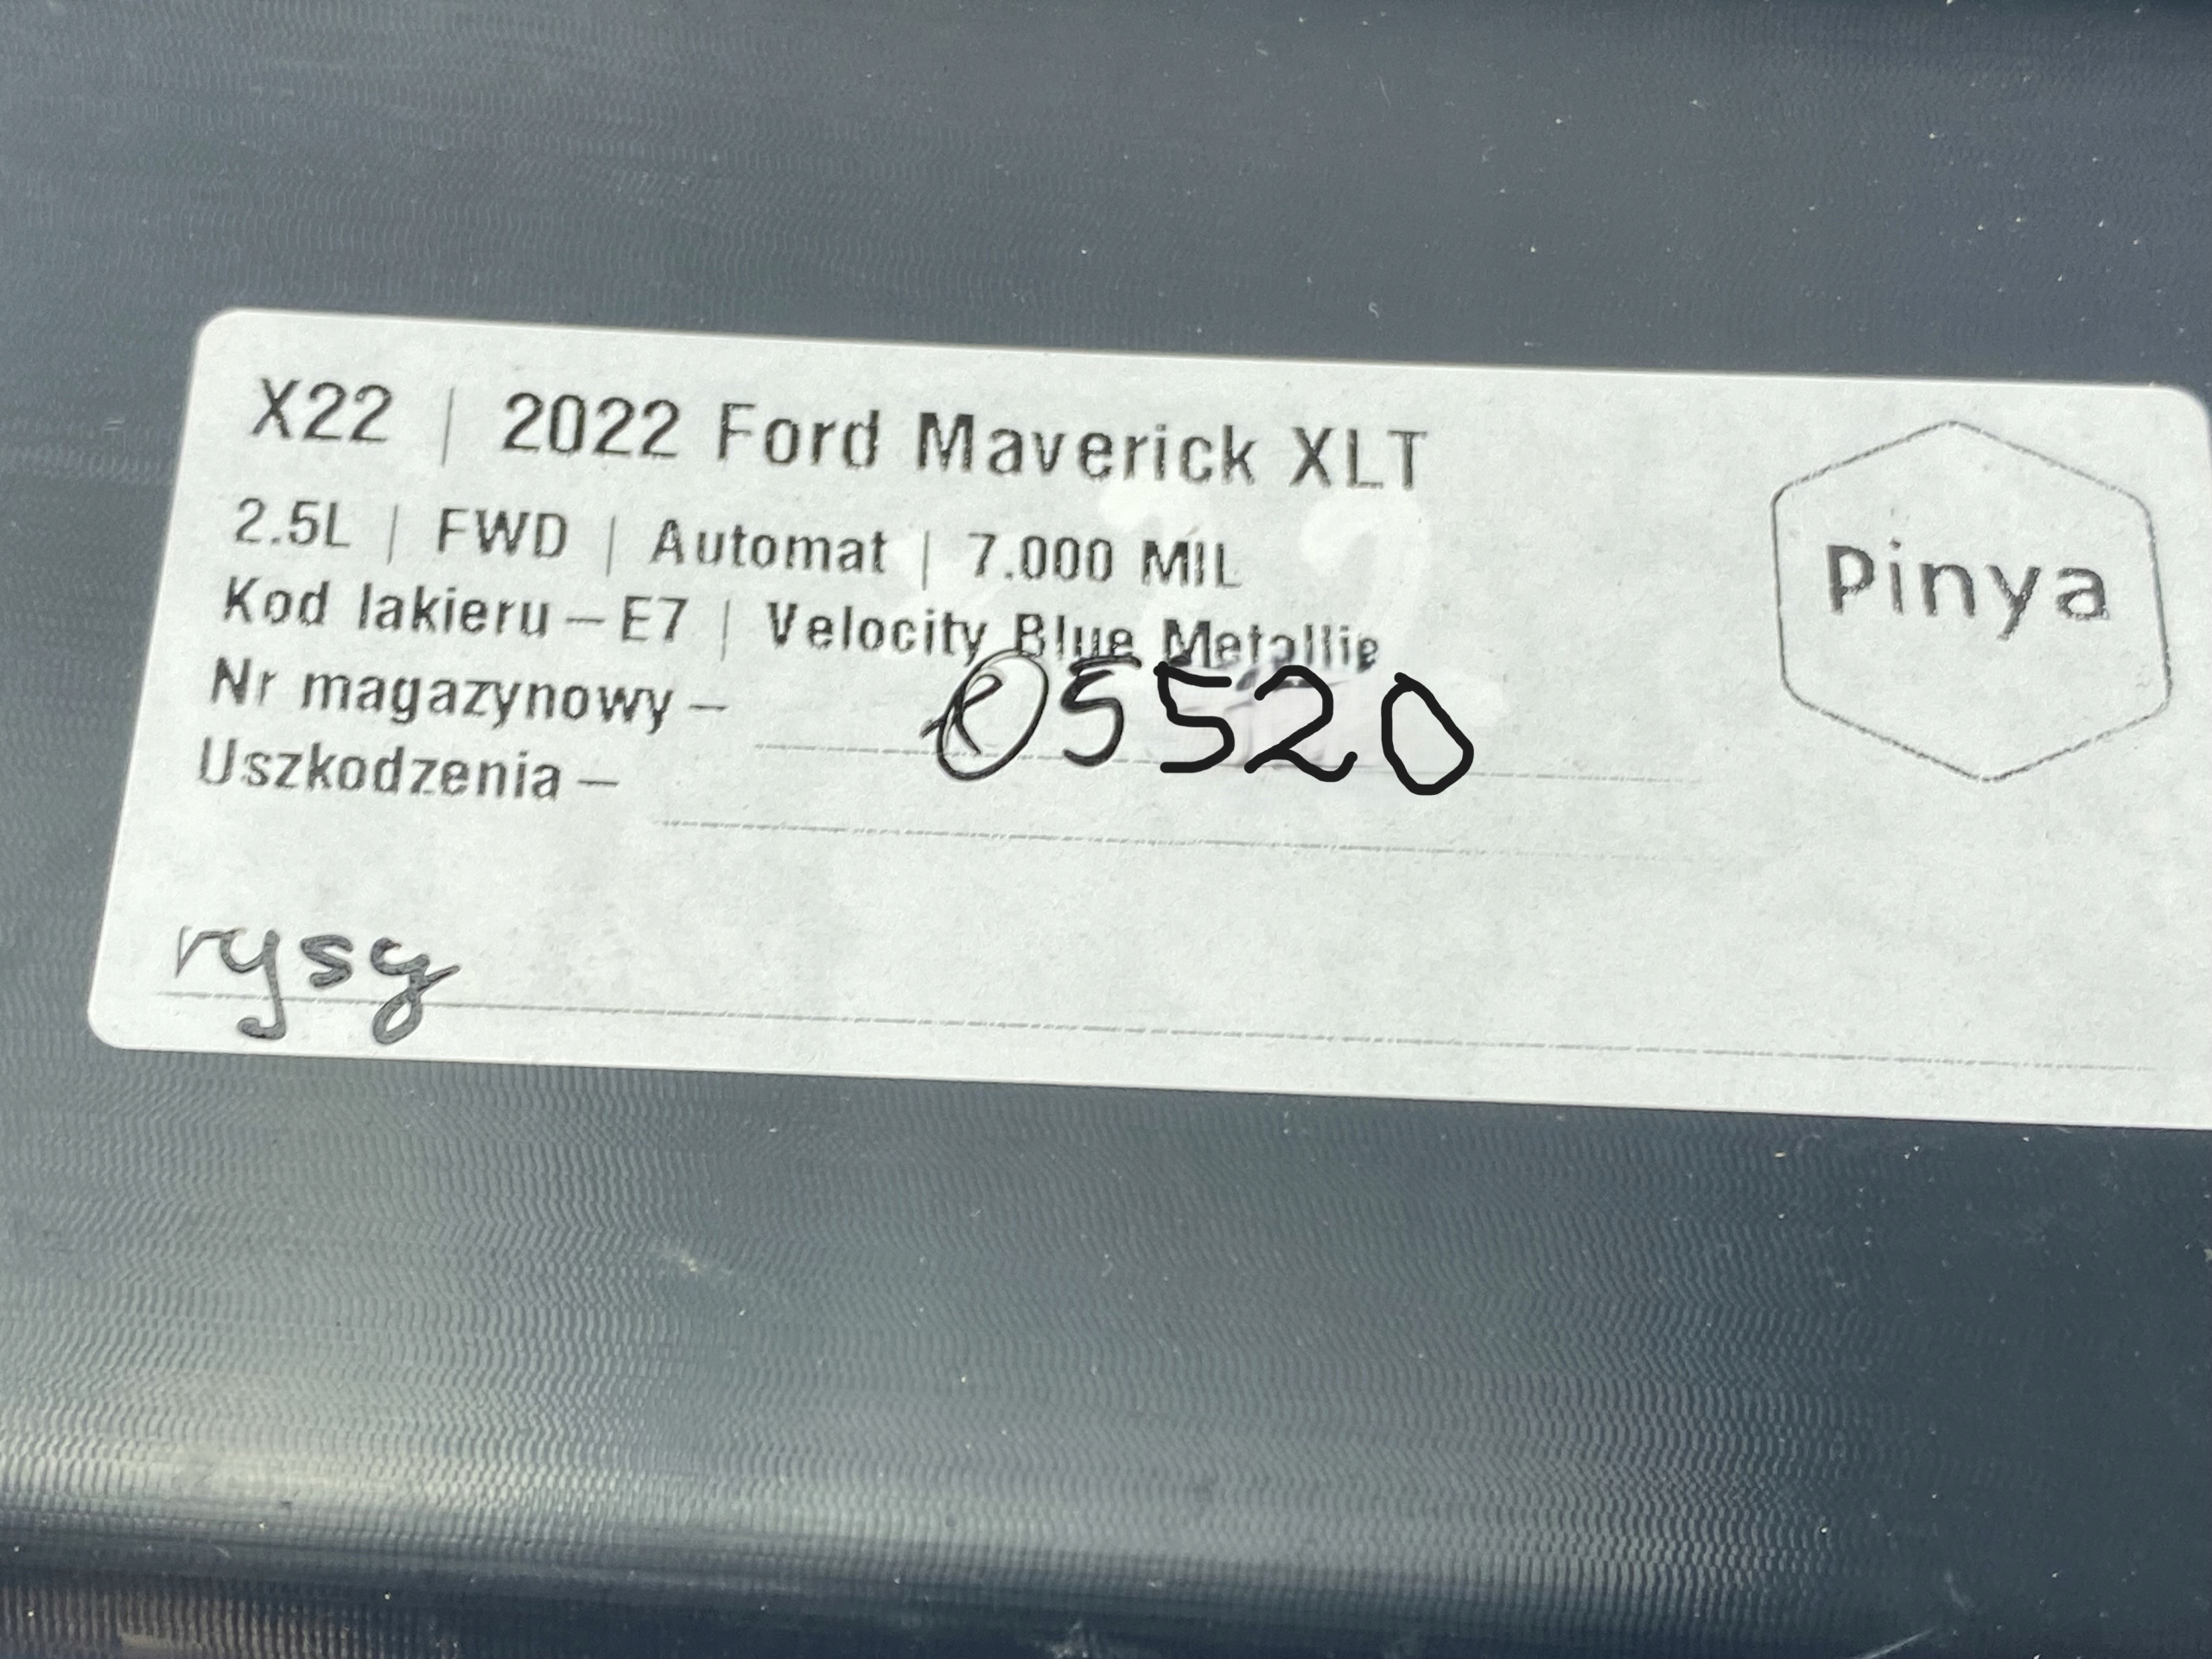 X22 | 2022 Ford Maverick XLT
2.5L | FWD | Automat | 7.000 MIL
Kod lakieru – E7 | Velocity Blue Metallic
Nr magazynowy – 5520
Uszkodzenia –
rysy
Pinya